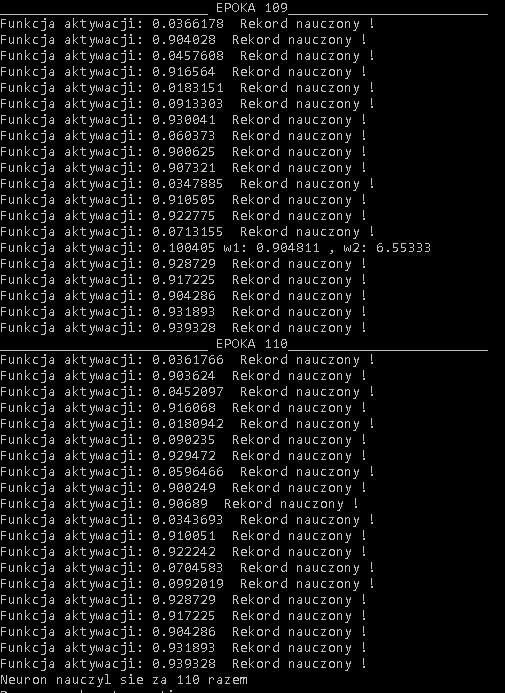 EPOKA 109
Funkcja aktywacji: 0.0366178 Rekord nauczony !
Funkcja aktywacji: 0.904028 Rekord nauczony !
Funkcja aktywacji: 0.0457608 Rekord nauczony !
Funkcja aktywacji: 0.916564 Rekord nauczony !
Funkcja aktywacji: 0.0183151 Rekord nauczony !
Funkcja aktywacji: 0.0913303 Rekord nauczony !
Funkcja aktywacji: 0.930041 Rekord nauczony !
Funkcja aktywacji: 0.060373 Rekord nauczony !
Funkcja aktywacji: 0.900625 Rekord nauczony !
Funkcja aktywacji: 0.907321 Rekord nauczony !
Funkcja aktywacji: 0.0347885 Rekord nauczony !
Funkcja aktywacji: 0.910505 Rekord nauczony !
Funkcja aktywacji: 0.922775 Rekord nauczony !
Funkcja aktywacji: 0.0713155 Rekord nauczony !
Funkcja aktywacji: 0.100405 w1: 0.904811 , w2: 6.55333
Funkcja aktywacji: 0.928729 Rekord nauczony !
Funkcja aktywacji: 0.917225 Rekord nauczony !
Funkcja aktywacji: 0.904286 Rekord nauczony !
Funkcja aktywacji: 0.931893 Rekord nauczony !
Funkcja aktywacji: 0.939328 Rekord nauczony !
EPOKA 110
Funkcja aktywacji: 0.0361766 Rekord nauczony !
Funkcja aktywacji: 0.903624 Rekord nauczony !
Funkcja aktywacji: 0.0452097 Rekord nauczony !
Funkcja aktywacji: 0.916068 Rekord nauczony !
Funkcja aktywacji: 0.0180942 Rekord nauczony !
Funkcja aktywacji: 0.090235 Rekord nauczony !
Funkcja aktywacji: 0.929472 Rekord nauczony !
Funkcja aktywacji: 0.0596466 Rekord nauczony !
Funkcja aktywacji: 0.900249 Rekord nauczony !
Funkcja aktywacji: 0.90689 Rekord nauczony !
Funkcja aktywacji: 0.0343693 Rekord nauczony !
Funkcja aktywacji: 0.910051 Rekord nauczony !
Funkcja aktywacji: 0.922242 Rekord nauczony !
Funkcja aktywacji: 0.0704583 Rekord nauczony !
Funkcja aktywacji: 0.0992019 Rekord nauczony !
Funkcja aktywacji: 0.928729 Rekord nauczony !
Funkcja aktywacji: 0.917225 Rekord nauczony !
Funkcja aktywacji: 0.904286 Rekord nauczony !
Funkcja aktywacji: 0.931893 Rekord nauczony !
Funkcja aktywacji: 0.939328 Rekord nauczony !
Neuron nauczyl sie za 110 razem